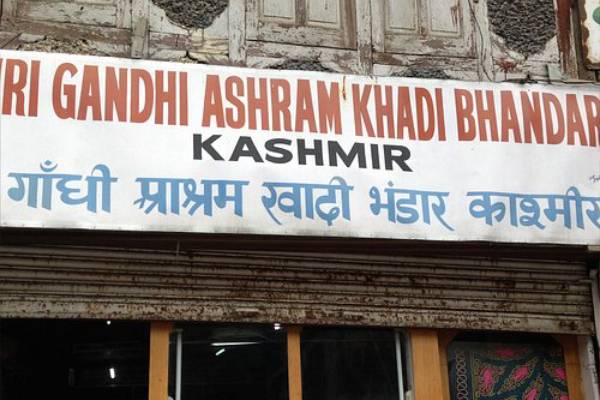 RI GANDHI ASHRAM KHADI BHANDAR
KASHMIR
गाँधी आश्रम खादी भंडार काश्मीर